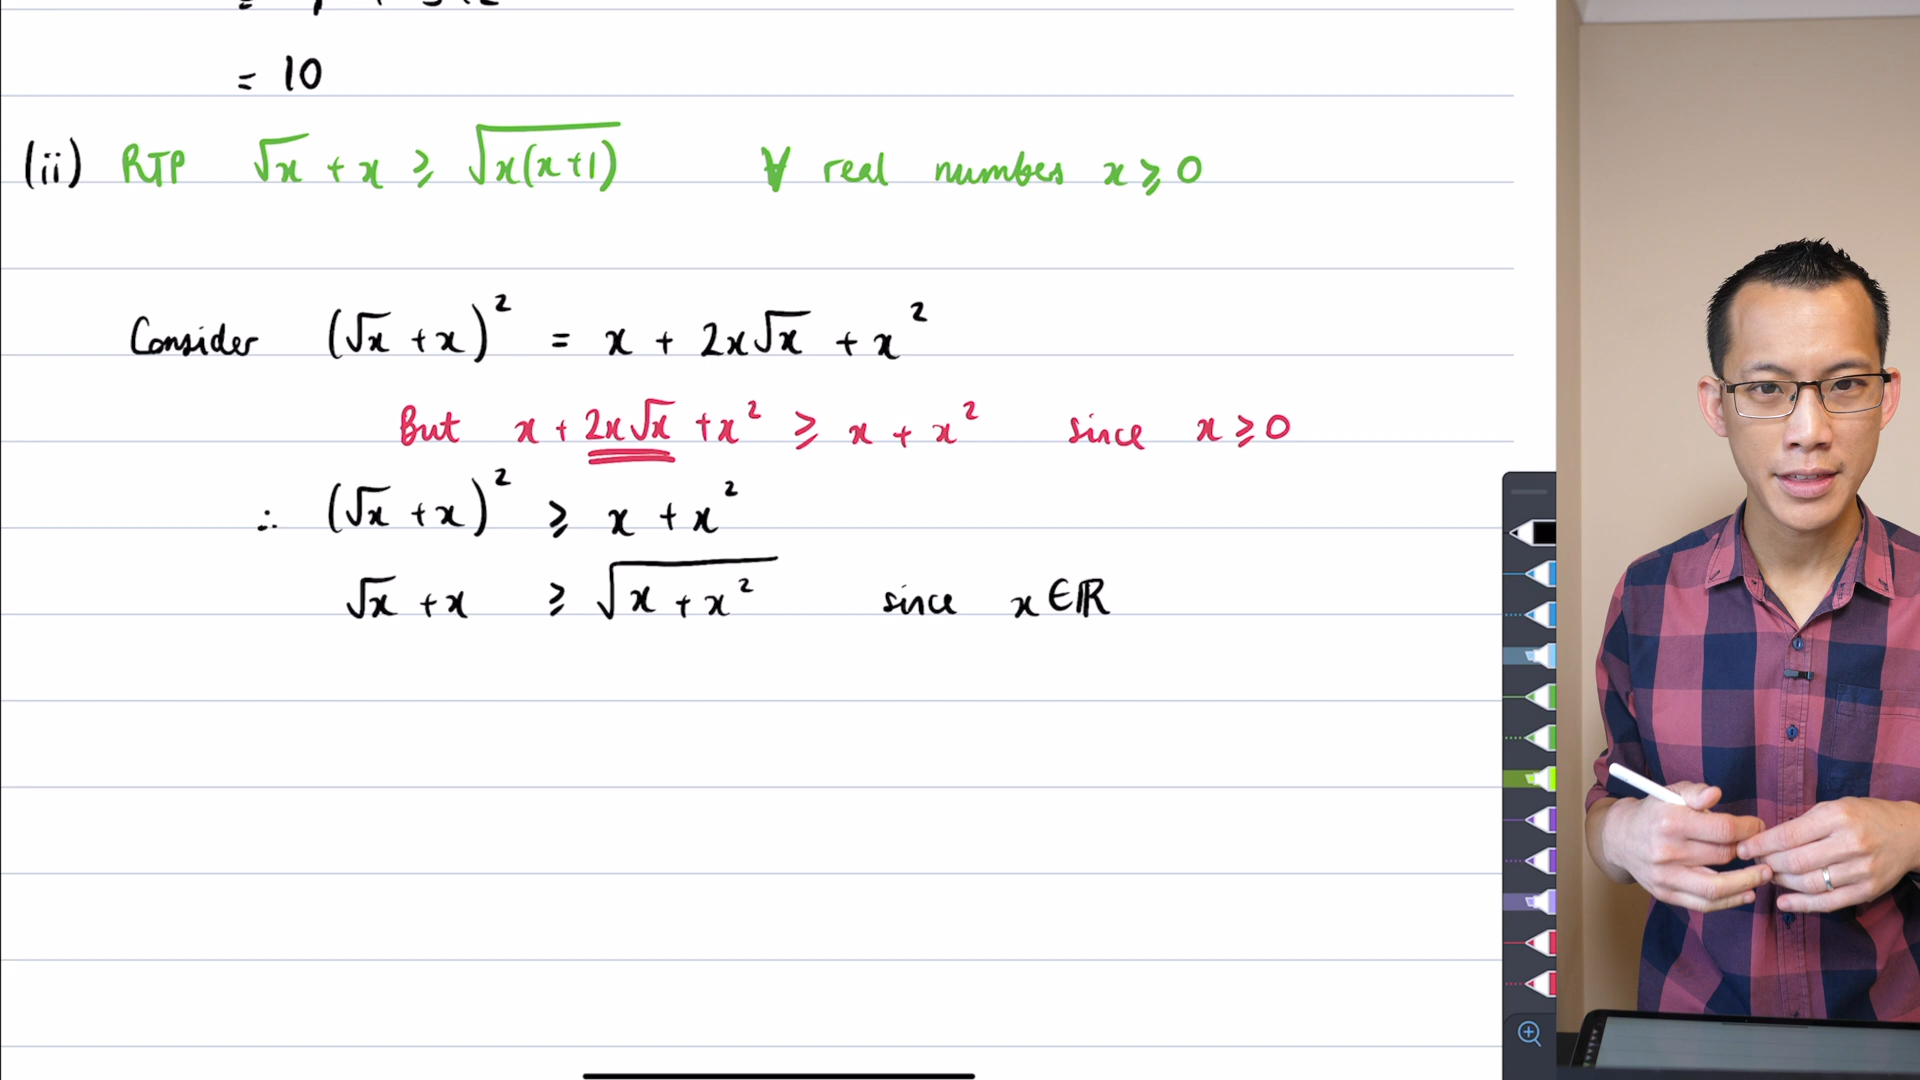 = 10
(ii) RTP √x + x ≥ √(x(x+1)) ∀ real numbers x ≥ 0
Consider (√x + x)² = x + 2x√x + x²
But x + 2x√x + x² ≥ x + x² since x ≥ 0
∴ (√x + x)² ≥ x + x²
√x + x ≥ √(x + x²) since x ∈ ℝ